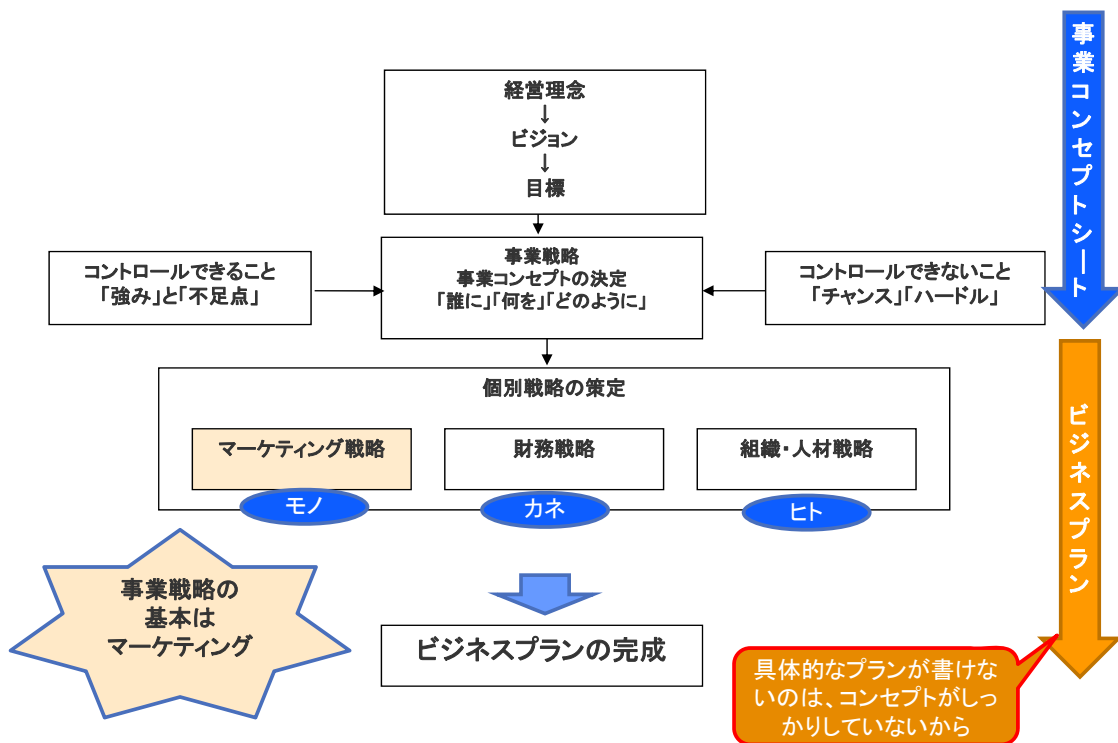 経営理念
↓
ビジョン
↓
目標
事業コンセプトシート
コントロールできること
「強み」と「不足点」
事業戦略
事業コンセプトの決定
「誰に」「何を」「どのように」
コントロールできないこと
「チャンス」「ハードル」
個別戦略の策定
マーケティング戦略
財務戦略
組織・人材戦略
モノ
カネ
ヒト
ビジネスプラン
事業戦略の
基本は
マーケティング
ビジネスプランの完成
具体的なプランが書けな
いのは、コンセプトがしっ
かりしていないから